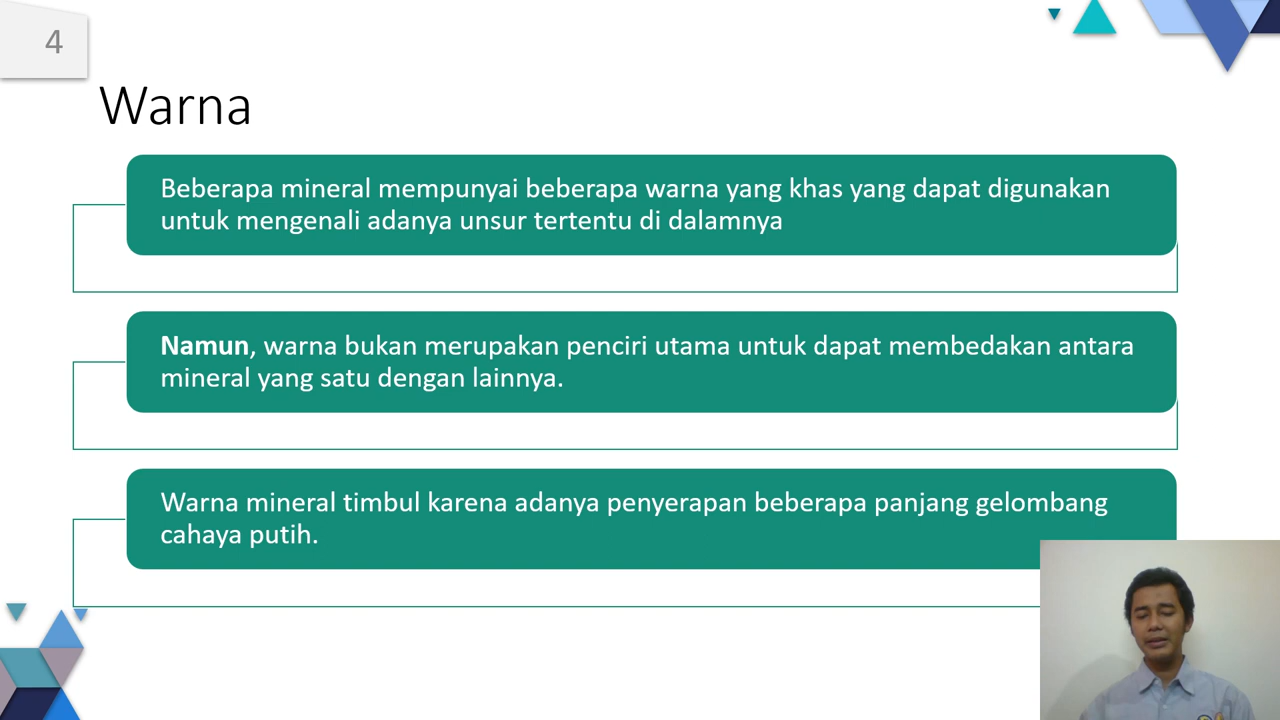 4
Warna
Beberapa mineral mempunyai beberapa warna yang khas yang dapat digunakan
untuk mengenali adanya unsur tertentu di dalamnya
Namun, warna bukan merupakan penciri utama untuk dapat membedakan antara
mineral yang satu dengan lainnya.
Warna mineral timbul karena adanya penyerapan beberapa panjang gelombang
cahaya putih.